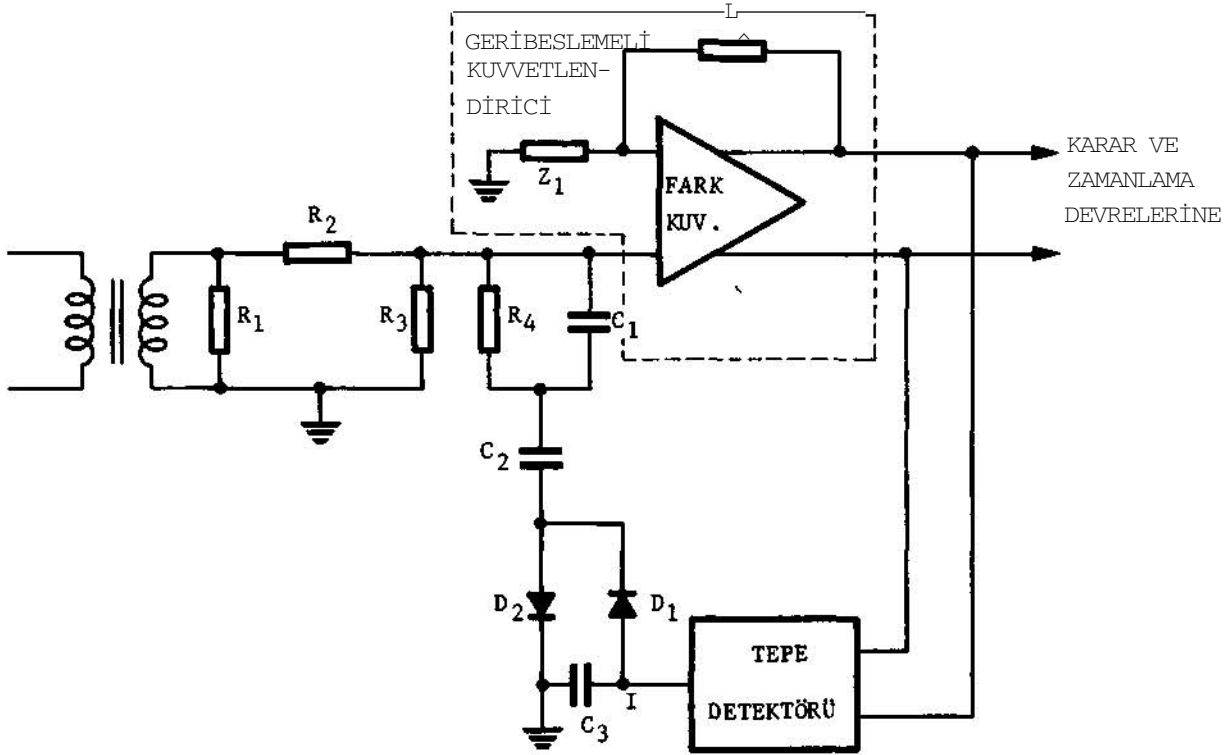 L
GERİBESLEMELİ
KUVVETLEN-
DİRİCİ
Z1
FARK
KUV.
KARAR VE
ZAMANLAMA
DEVRELERİNE
R2
R1
R3
R4
C1
C2
D2
D1
C3
I
TEPE
DETEKTÖRÜ